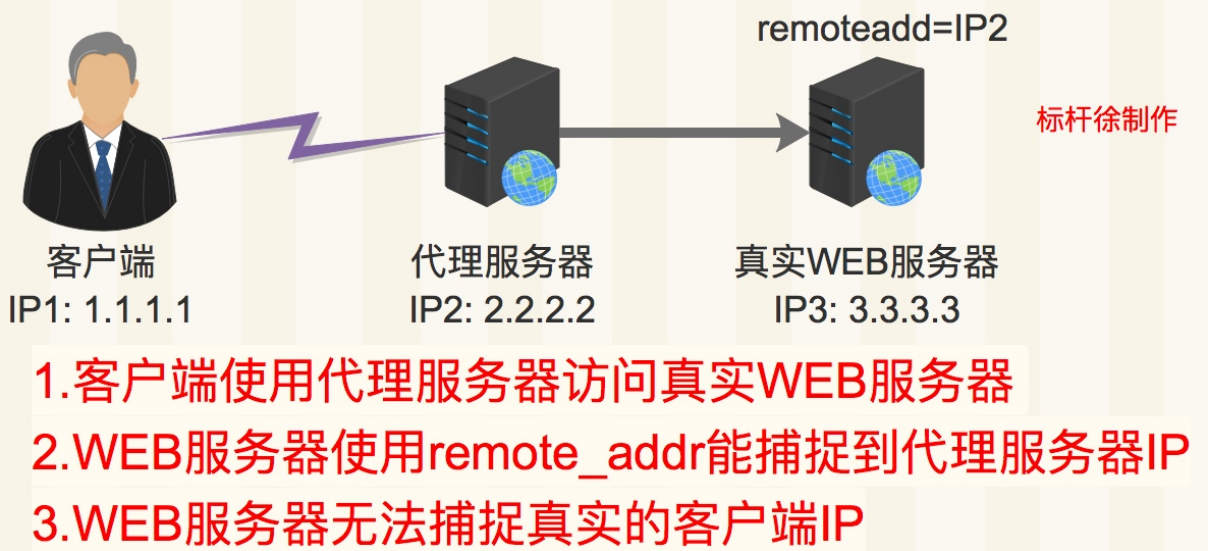 remoteadd=IP2
标杆徐制作
客户端
IP1: 1.1.1.1
代理服务器
IP2: 2.2.2.2
真实WEB服务器
IP3: 3.3.3.3
1.客户端使用代理服务器访问真实WEB服务器
2.WEB服务器使用remote_addr能捕捉到代理服务器IP
3.WEB服务器无法捕捉真实的客户端IP